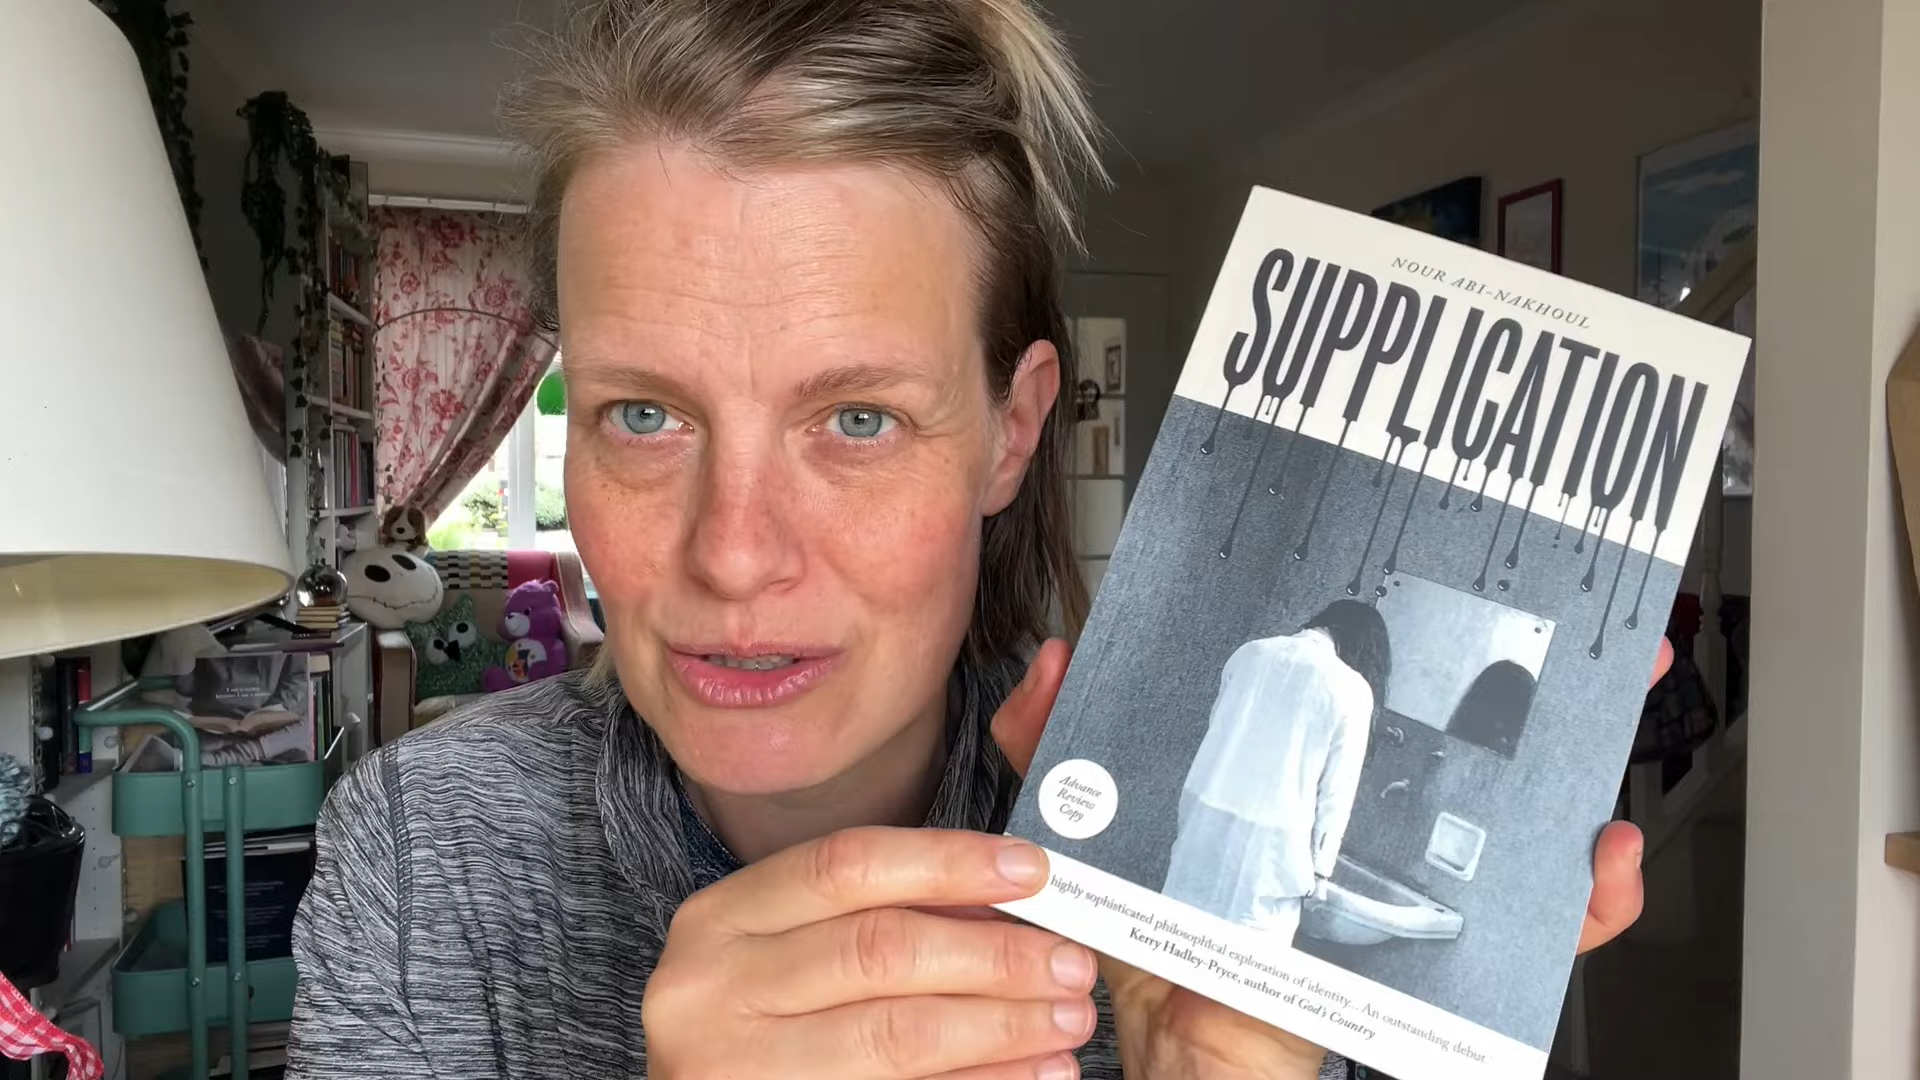 NOUR ABI-NAKHOUL
SUPPLICATION
Advance
Review
Copy
highly sophisticated philosophical exploration of identity... An outstanding debut.'
Kerry Hadley-Pryce, author of God's Country